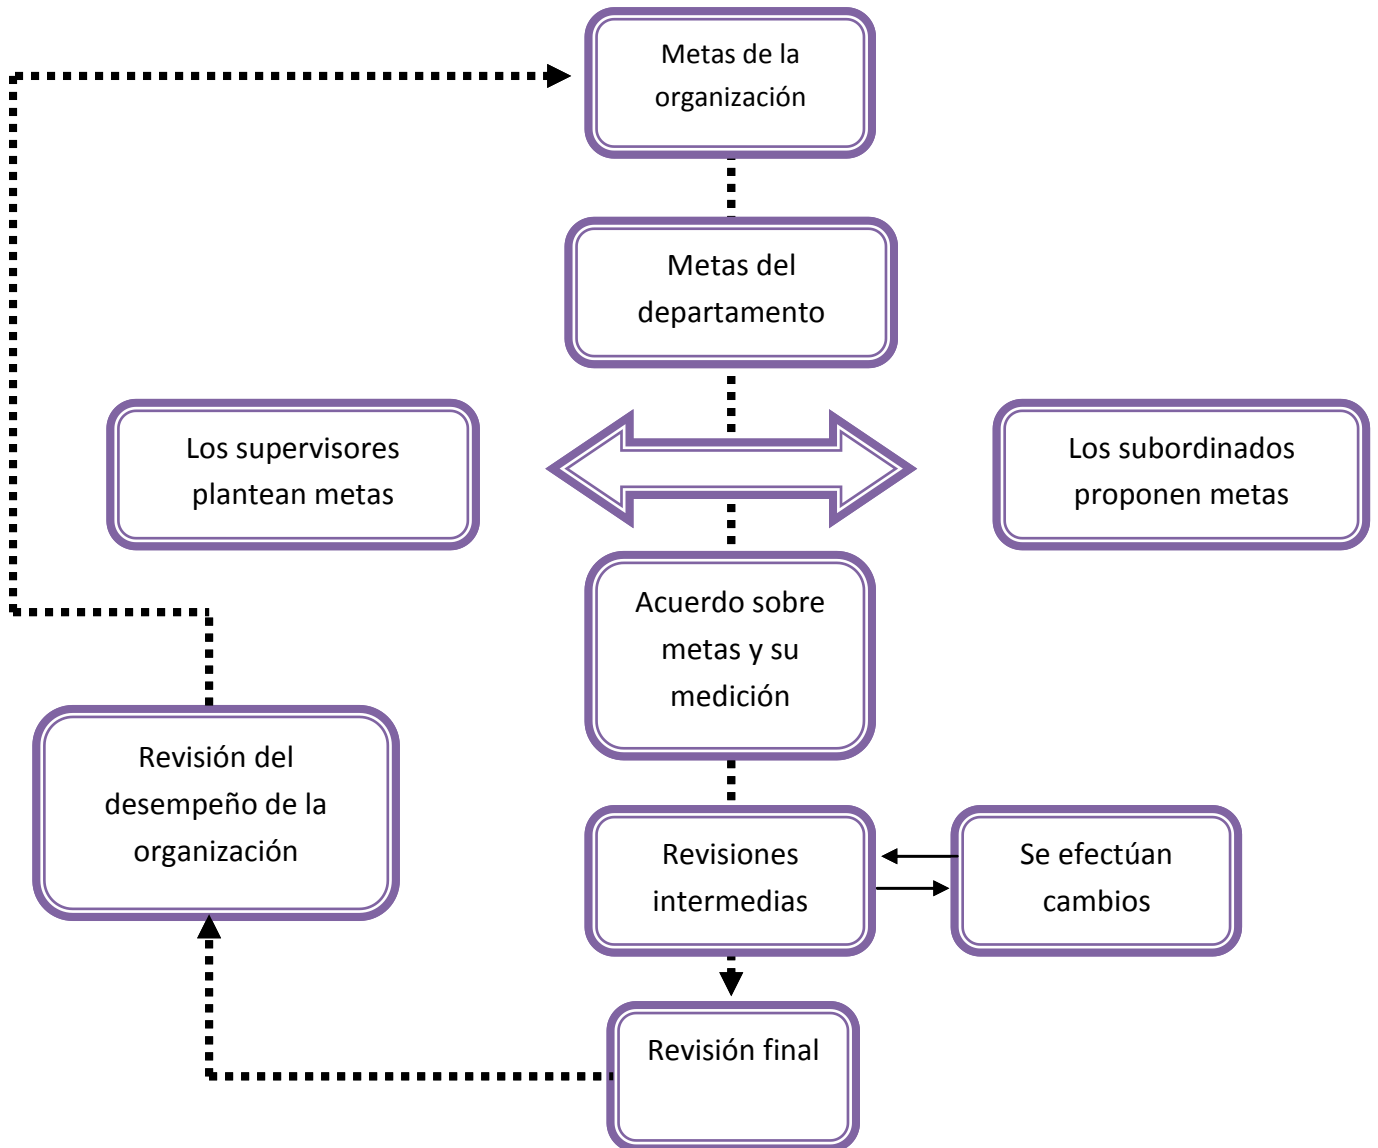 Metas de la
organización
Metas del
departamento
Los supervisores
plantean metas
Los subordinados
proponen metas
Acuerdo sobre
metas y su
medición
Revisión del
desempeño de la
organización
Revisiones
intermedias
Se efectúan
cambios
Revisión final